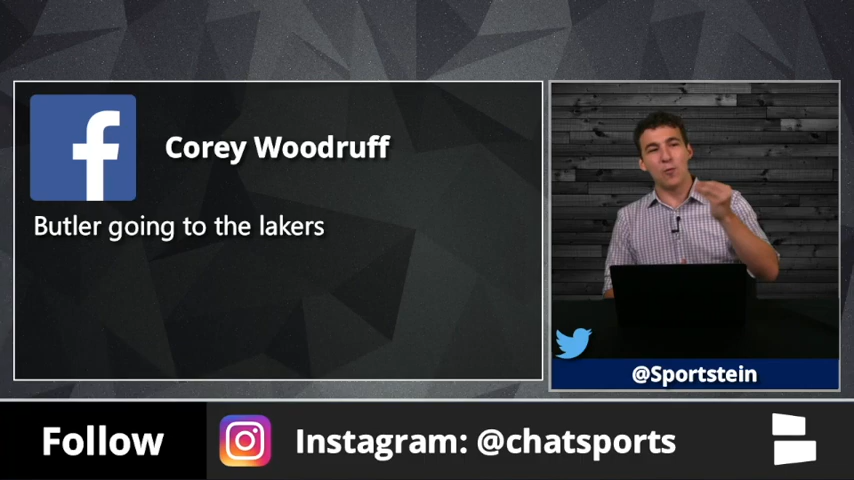 Corey Woodruff
Butler going to the lakers
@Sportstein
Follow
Instagram: @chatsports